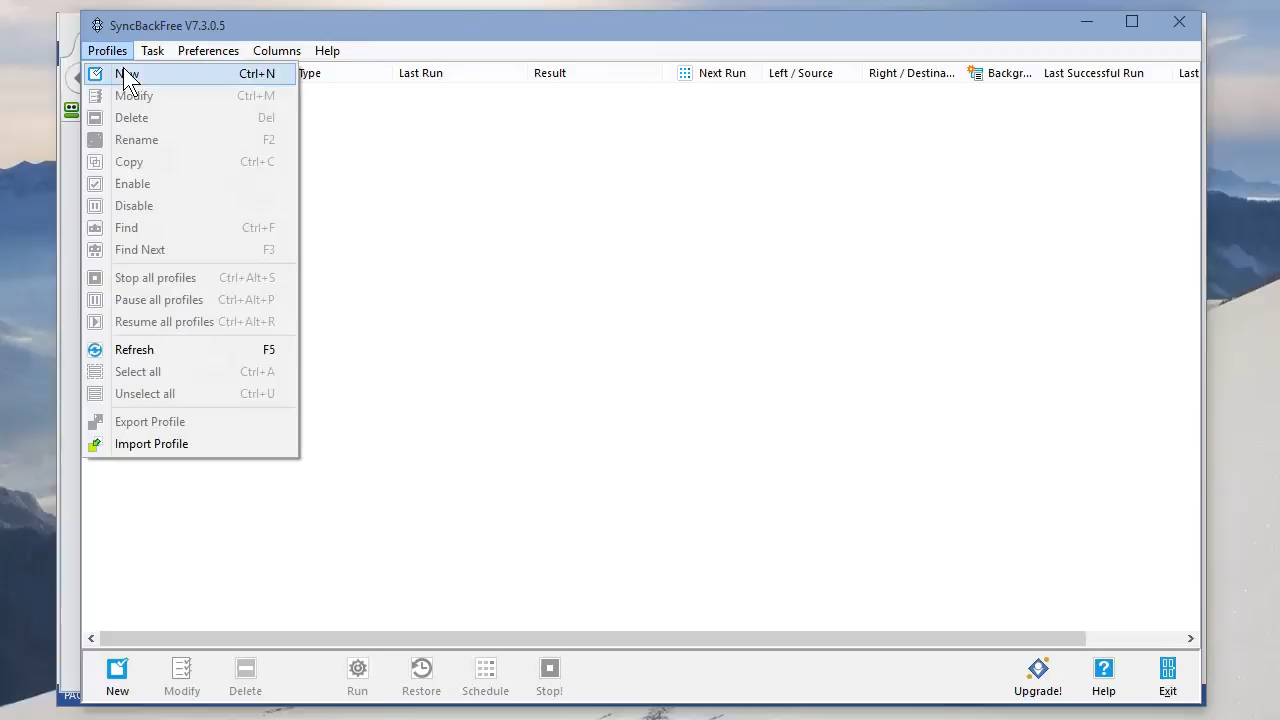 SyncBackFree V7.3.0.5
Profiles Task Preferences Columns Help
New Ctrl+N
Type Last Run Result Next Run Left / Source Right / Destina... Backgr... Last Successful Run Last
Modify Ctrl+M
Delete Del
Rename F2
Copy Ctrl+C
Enable
Disable
Find Ctrl+F
Find Next F3
Stop all profiles Ctrl+Alt+S
Pause all profiles Ctrl+Alt+P
Resume all profiles Ctrl+Alt+R
Refresh F5
Select all Ctrl+A
Unselect all Ctrl+U
Export Profile
Import Profile
New Modify Delete Run Restore Schedule Stop! Upgrade! Help Exit